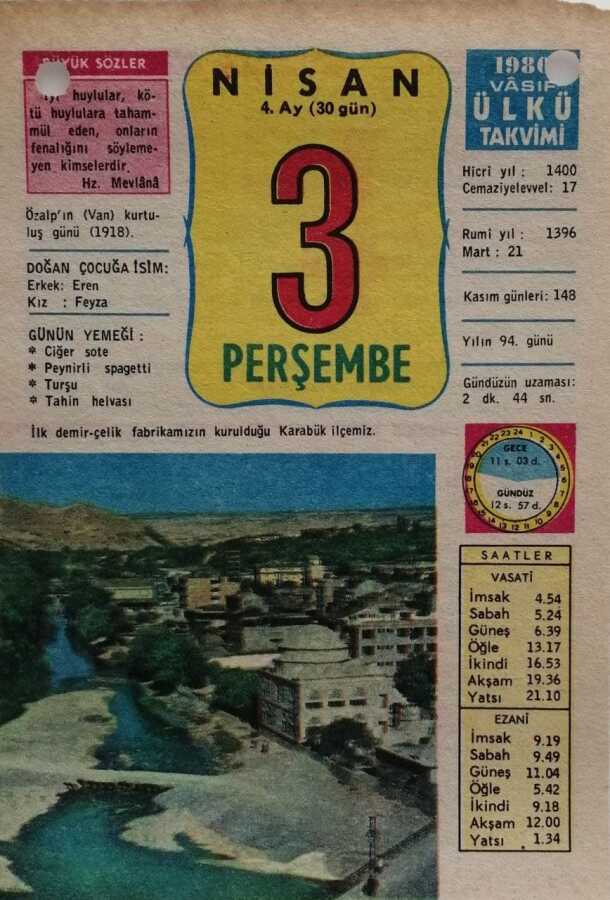 BÜYÜK SÖZLER
İyi huylular, kö-
tü huylulara taham-
mül eden, onların
fenalığını söyleme-
yen kimselerdir.
Hz. Mevlânâ
Özalp'ın (Van) kurtu-
luş günü (1918).
DOĞAN ÇOCUĞA İSİM:
Erkek: Eren
Kız : Feyza
GÜNÜN YEMEĞİ :
* Ciğer sote
* Peynirli spagetti
* Turşu
* Tahin helvası
NİSAN
4. Ay (30 gün)
3
PERŞEMBE
1980
VÂSIF
ÜLKÜ
TAKVİMİ
Hicri yıl : 1400
Cemaziyelevvel: 17
Rumi yıl : 1396
Mart : 21
Kasım günleri: 148
Yılın 94. günü
Gündüzün uzaması:
2 dk. 44 sn.
İlk demir-çelik fabrikamızın kurulduğu Karabük ilçemiz.
GECE
11 s. 03 d.
GÜNDÜZ
12 s. 57 d.
SAATLER
VASATİ
İmsak 4.54
Sabah 5.24
Güneş 6.39
Öğle 13.17
İkindi 16.53
Akşam 19.36
Yatsı 21.10
EZANİ
İmsak 9.19
Sabah 9.49
Güneş 11.04
Öğle 5.42
İkindi 9.18
Akşam 12.00
Yatsı 1.34